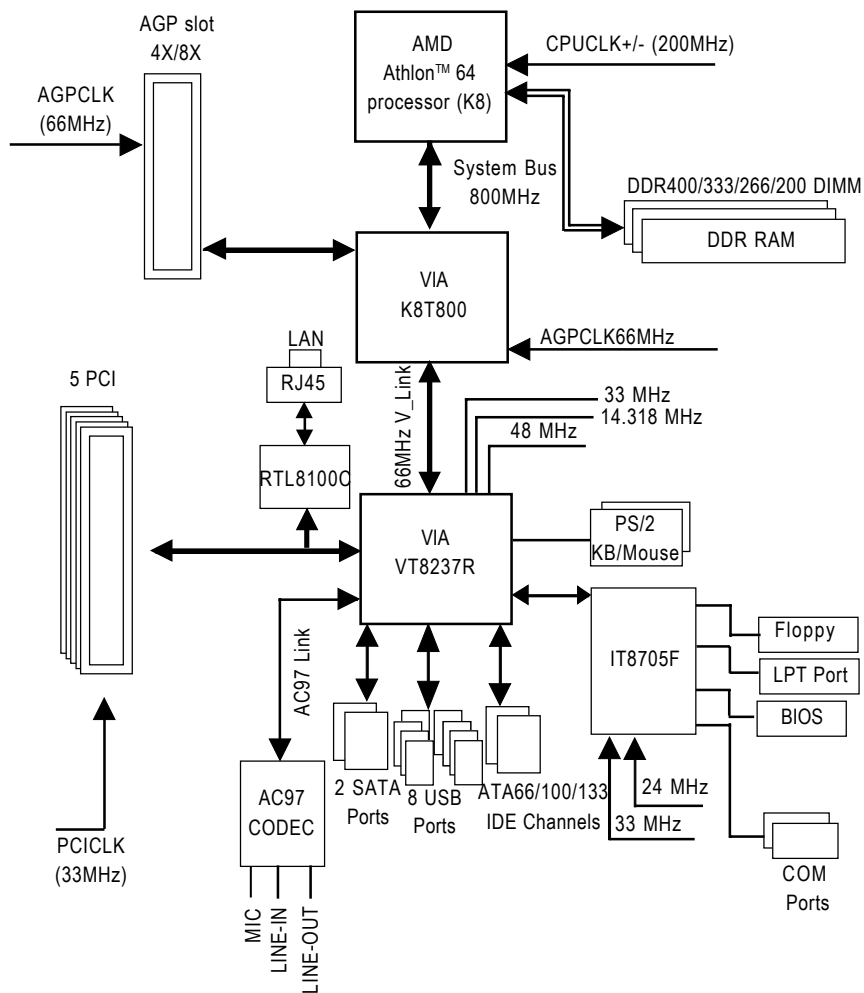 AGP slot
4X/8X
AMD
Athlon™ 64
processor (K8)
CPUCLK+/- (200MHz)
AGPCLK
(66MHz)
System Bus
800MHz
DDR400/333/266/200 DIMM
DDR RAM
VIA
K8T800
AGPCLK66MHz
LAN
RJ45
5 PCI
66MHz V_Link
33 MHz
14.318 MHz
48 MHz
RTL8100C
VIA
VT8237R
PS/2
KB/Mouse
AC97 Link
IT8705F
Floppy
LPT Port
BIOS
2 SATA
Ports
8 USB
Ports
ATA66/100/133
IDE Channels
24 MHz
33 MHz
AC97
CODEC
PCICLK
(33MHz)
COM
Ports
MIC
LINE-IN
LINE-OUT